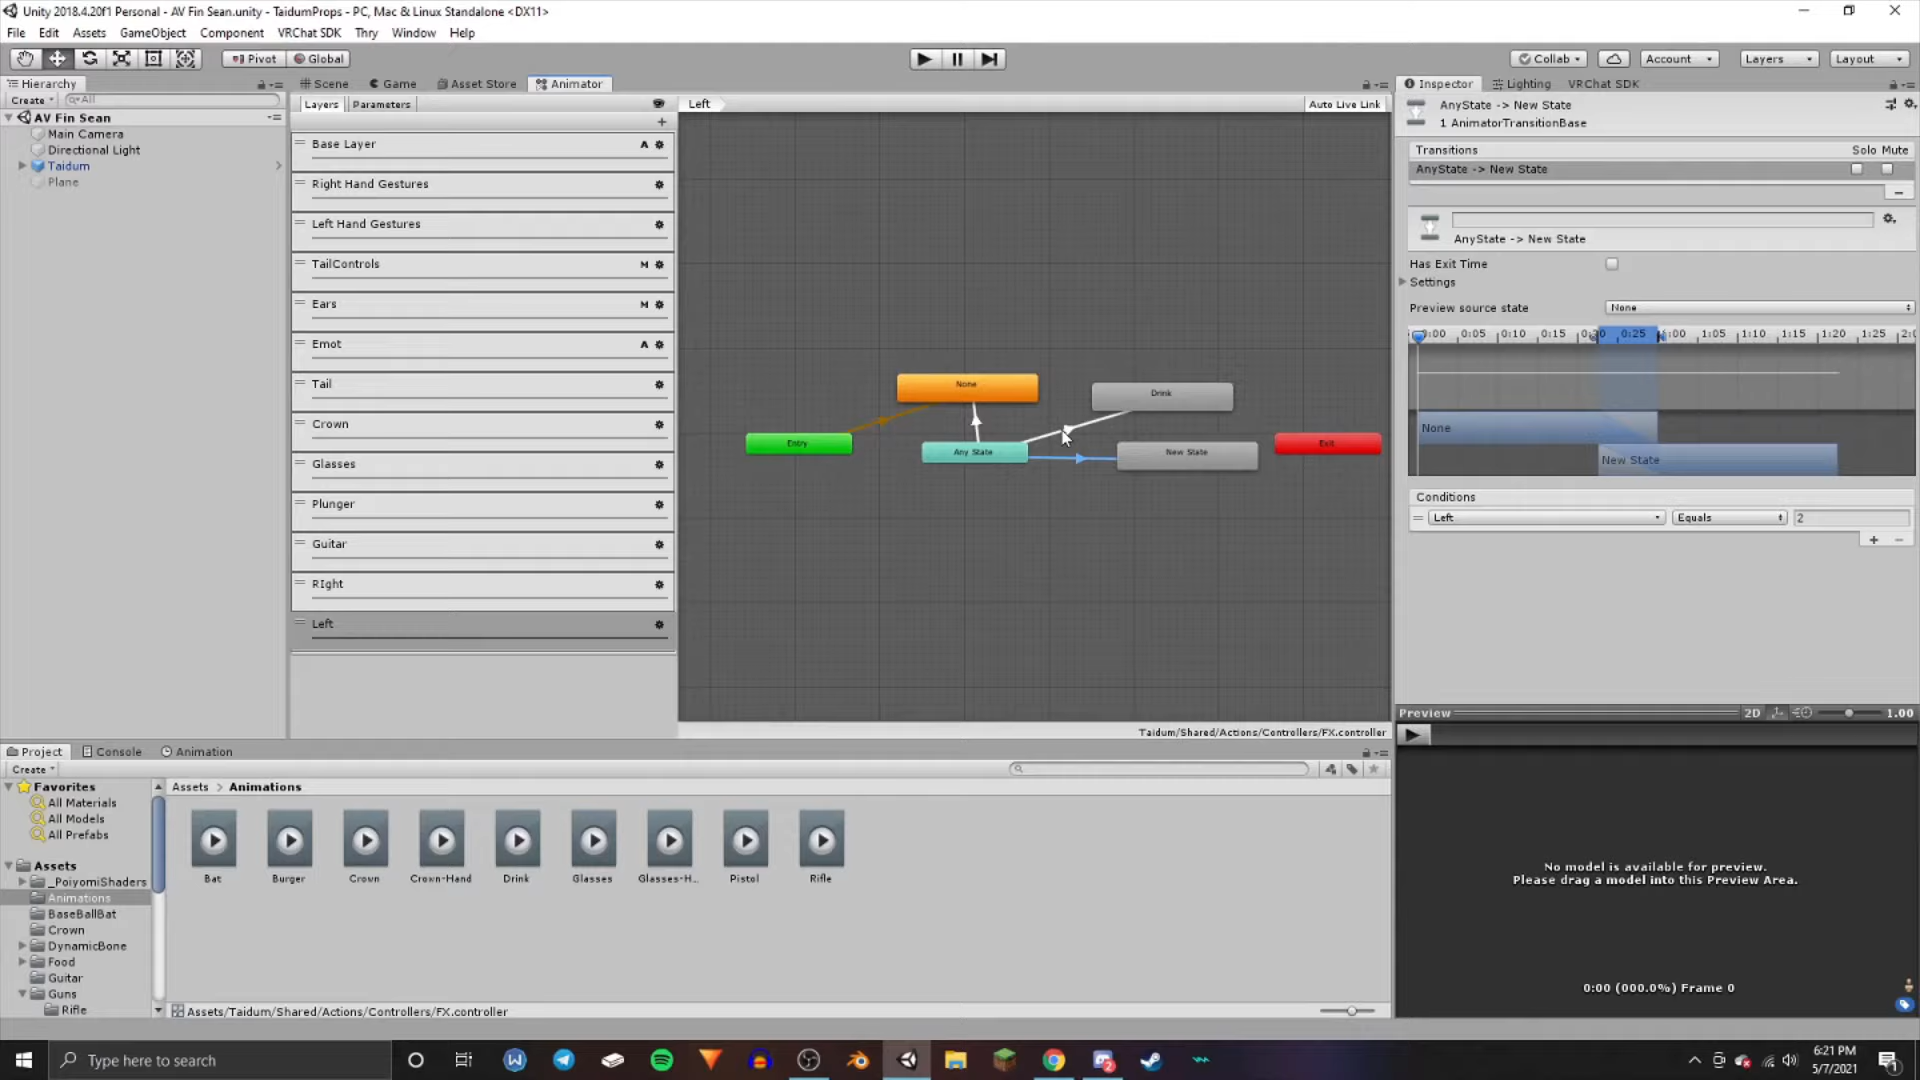 Unity 2018.4.20f1 Personal - AV Fin Sean.unity - TaidumProps - PC, Mac & Linux Standalone <DX11>
File Edit Assets GameObject Component VRChat SDK Thry Window Help
Pivot Global Collab Account Layers Layout
Hierarchy Scene Game Asset Store Animator Inspector Lighting VRChat SDK
Create All
Layers Parameters Left Auto Live Link
AV Fin Sean
Main Camera
Directional Light
Taidum
Plane
Base Layer A
Right Hand Gestures
Left Hand Gestures
TailControls M
Ears M
Emot A
Tail
Crown
Glasses
Plunger
Guitar
RIght
Left
None
Drink
Entry
Any State
New State
Exit
Taidum/Shared/Actions/Controllers/FX.controller
AnyState -> New State
1 AnimatorTransitionBase
Transitions Solo Mute
AnyState -> New State
AnyState -> New State
Has Exit Time
Settings
Preview source state None
0:05 0:10 0:15 0:25 1:05 1:10 1:15 1:20 1:25
None
New State
Conditions
Left Equals 2
Preview 2D 1.00
No model is available for preview.
Please drag a model into this Preview Area.
0:00 (000.0%) Frame 0
Project Console Animation
Create
Favorites
All Materials
All Models
All Prefabs
Assets
_PoiyomiShaders
Animations
BaseBallBat
Crown
DynamicBone
Food
Guitar
Guns
Rifle
Assets > Animations
Bat Burger Crown Crown-Hand Drink Glasses Glasses-H... Pistol Rifle
Assets/Taidum/Shared/Actions/Controllers/FX.controller
Type here to search
6:21 PM
5/7/2021